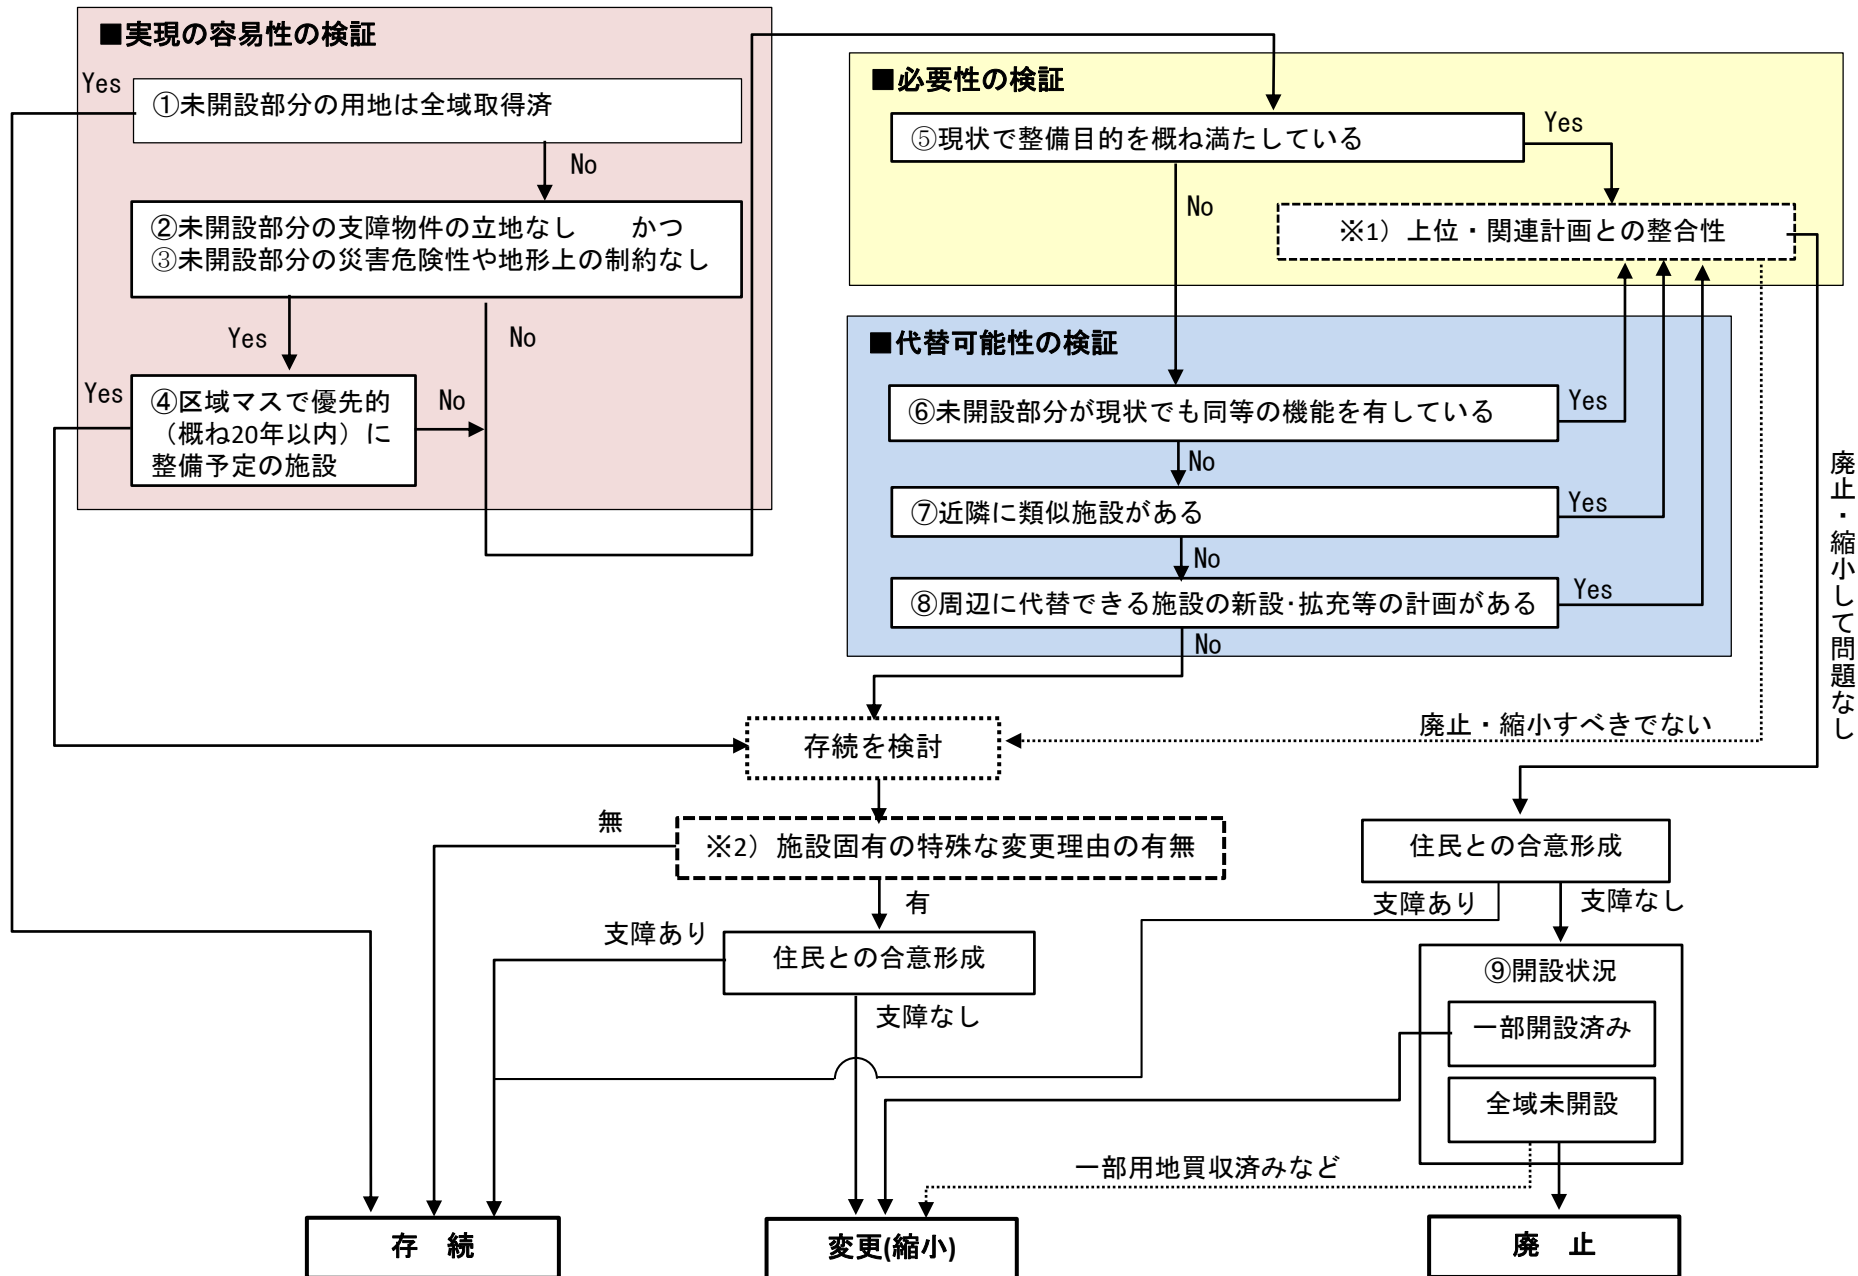 ■実現の容易性の検証
Yes
①未開設部分の用地は全域取得済
No
②未開設部分の支障物件の立地なし　　かつ
③未開設部分の災害危険性や地形上の制約なし
Yes
No
Yes
④区域マスで優先的
（概ね20年以内）に
整備予定の施設
No
■必要性の検証
⑤現状で整備目的を概ね満たしている
Yes
No
※1）上位・関連計画との整合性
■代替可能性の検証
⑥未開設部分が現状でも同等の機能を有している
Yes
No
⑦近隣に類似施設がある
Yes
No
⑧周辺に代替できる施設の新設･拡充等の計画がある
Yes
No
廃止・縮小して問題なし
廃止・縮小すべきでない
存続を検討
無
※2）施設固有の特殊な変更理由の有無
有
支障あり
住民との合意形成
支障なし
住民との合意形成
支障あり
支障なし
⑨開設状況
一部開設済み
全域未開設
一部用地買収済みなど
存　続
変更(縮小)
廃　止